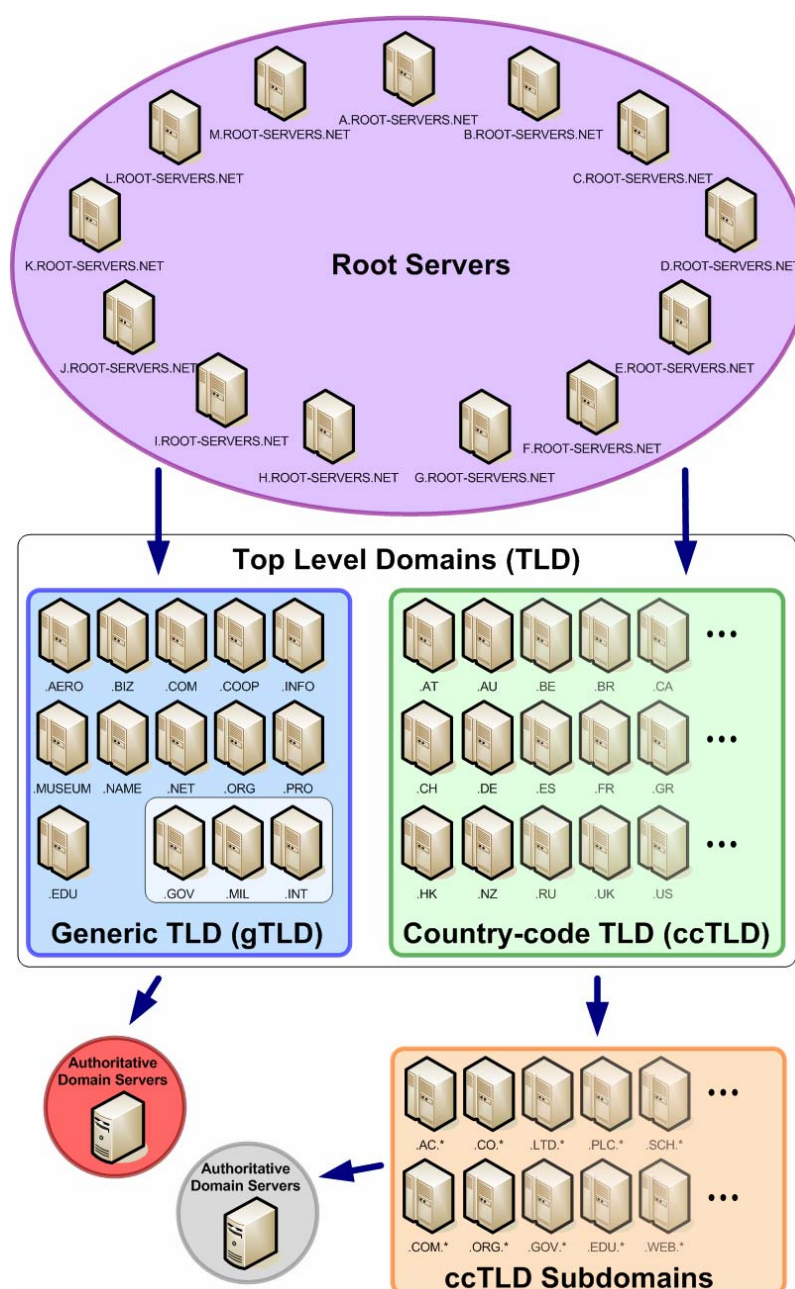 A.ROOT-SERVERS.NET
M.ROOT-SERVERS.NET
B.ROOT-SERVERS.NET
L.ROOT-SERVERS.NET
C.ROOT-SERVERS.NET
Root Servers
K.ROOT-SERVERS.NET
D.ROOT-SERVERS.NET
J.ROOT-SERVERS.NET
E.ROOT-SERVERS.NET
I.ROOT-SERVERS.NET
F.ROOT-SERVERS.NET
H.ROOT-SERVERS.NET
G.ROOT-SERVERS.NET
Top Level Domains (TLD)
.AERO .BIZ .COM .COOP .INFO
.MUSEUM .NAME .NET .ORG .PRO
.EDU .GOV .MIL .INT
Generic TLD (gTLD)
.AT .AU .BE .BR .CA ...
.CH .DE .ES .FR .GR ...
.HK .NZ .RU .UK .US ...
Country-code TLD (ccTLD)
Authoritative
Domain Servers
Authoritative
Domain Servers
.AC.* .CO.* .LTD.* .PLC.* .SCH.* ...
.COM.* .ORG.* .GOV.* .EDU.* .WEB.* ...
ccTLD Subdomains